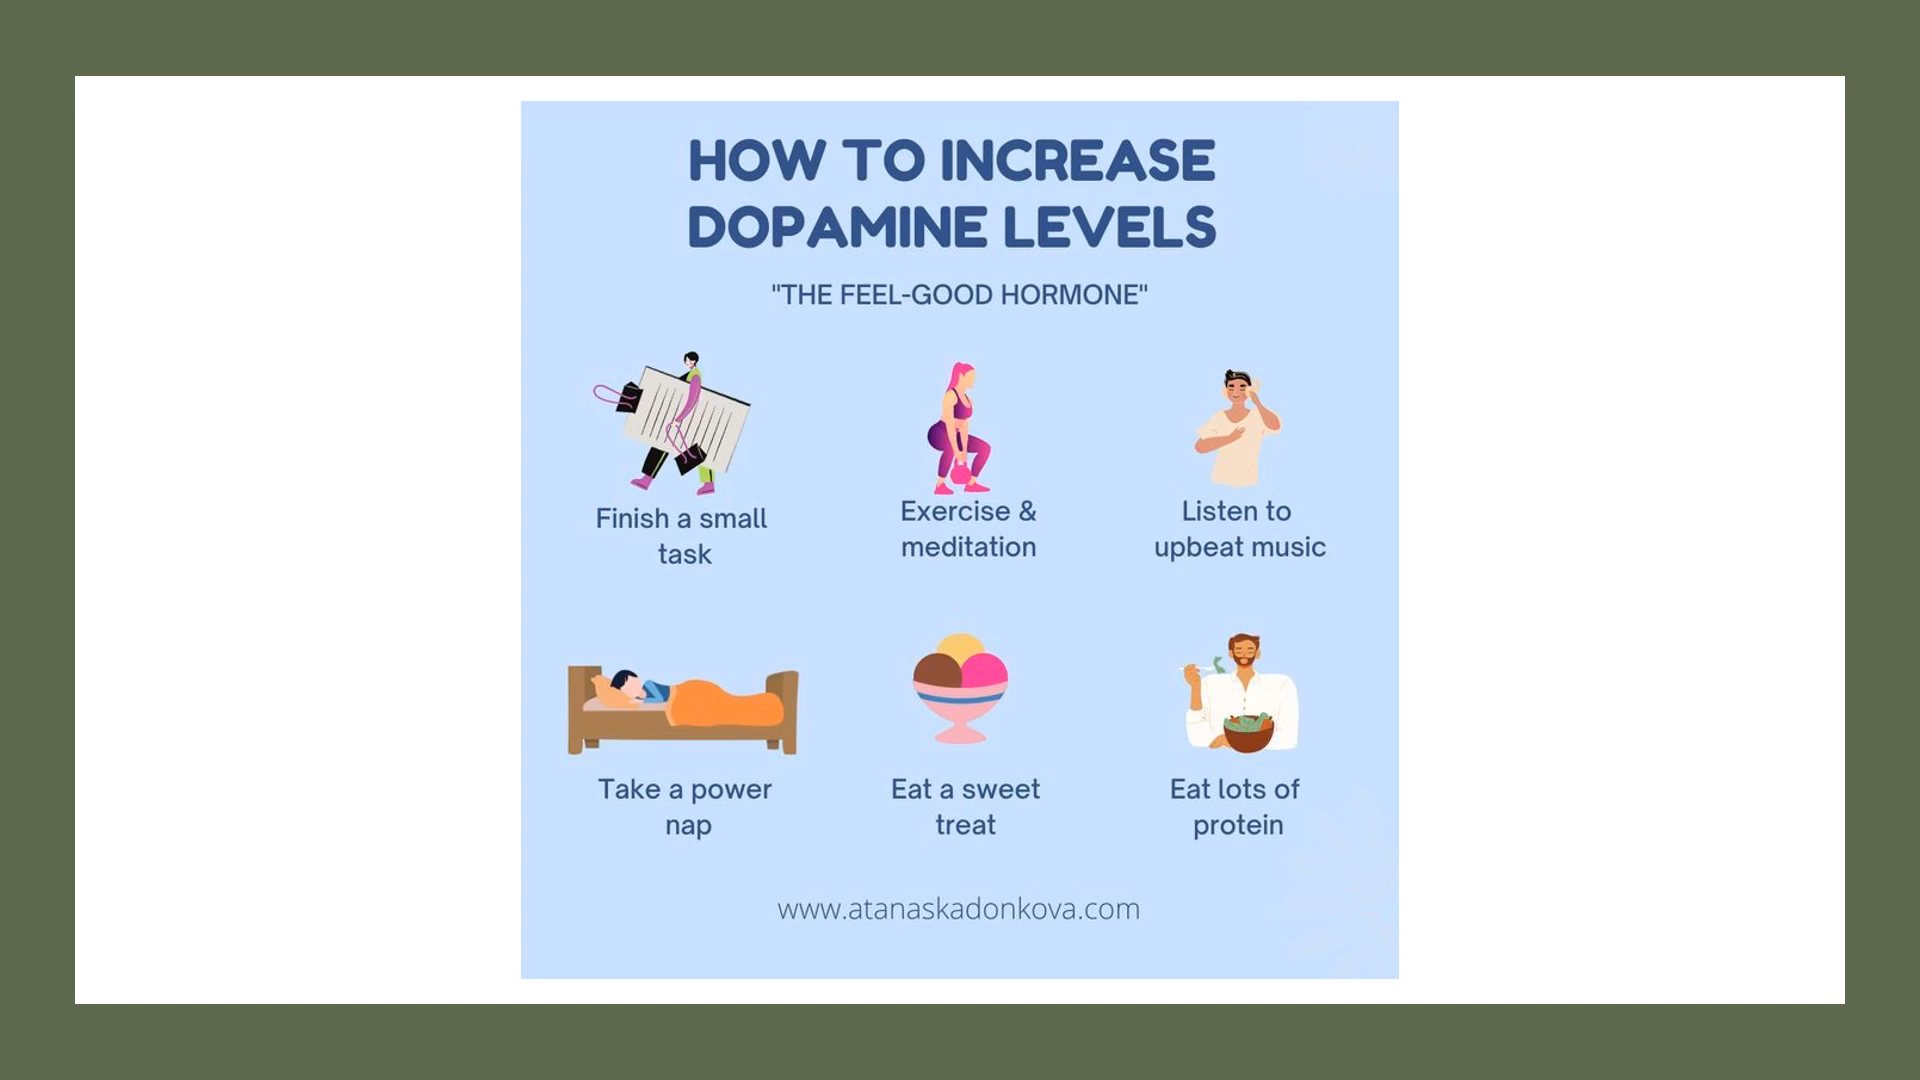 HOW TO INCREASE
DOPAMINE LEVELS
"THE FEEL-GOOD HORMONE"
Finish a small
task
Exercise &
meditation
Listen to
upbeat music
Take a power
nap
Eat a sweet
treat
Eat lots of
protein
www.atanaskadonkova.com